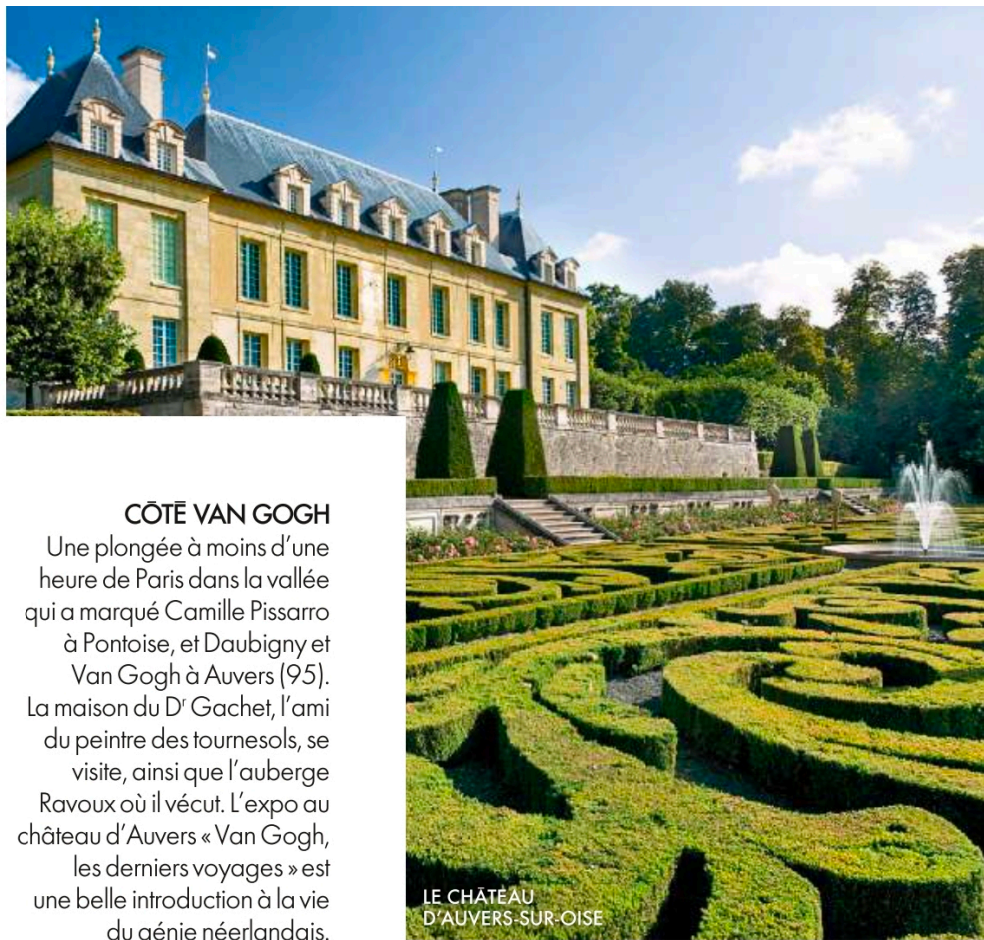 CÔTÉ VAN GOGH
Une plongée à moins d’une
heure de Paris dans la vallée
qui a marqué Camille Pissarro
à Pontoise, et Daubigny et
Van Gogh à Auvers (95).
La maison du Dʳ Gachet, l’ami
du peintre des tournesols, se
visite, ainsi que l’auberge
Ravoux où il vécut. L’expo au
château d’Auvers « Van Gogh,
les derniers voyages » est
une belle introduction à la vie
du génie néerlandais.
LE CHÂTEAU
D’AUVERS-SUR-OISE